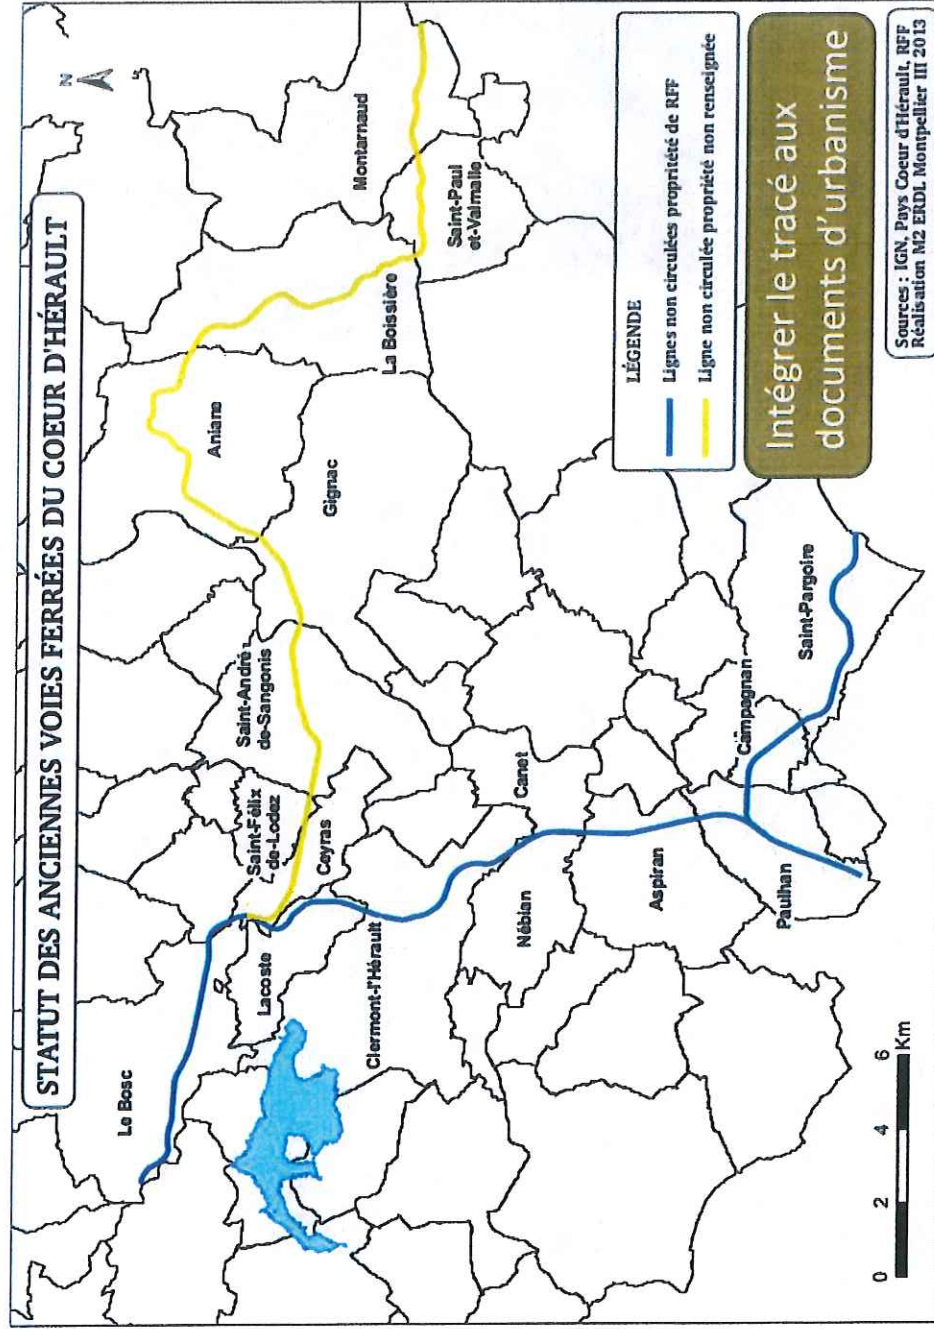 STATUT DES ANCIENNES VOIES FERRÉES DU COEUR D'HÉRAULT
N
Le Bosc
Lacoste
Saint-Félix
de-Lodez
Saint-André
de-Sangonis
Aniane
Montarnaud
Ceyras
Gignac
La Boissière
Saint-Paul
et-Valmalle
Clermont-l'Hérault
Nébian
Canet
Aspiran
Paulhan
Campagnan
Saint-Pargoire
LÉGENDE
Lignes non circulées propritété de RFF
Ligne non circulée propriété non renseignée
Intégrer le tracé aux
documents d'urbanisme
Sources : IGN, Pays Coeur d'Hérault, RFF
Réalisation M2 ERDL Montpellier III 2013
0 2 4 6
Km